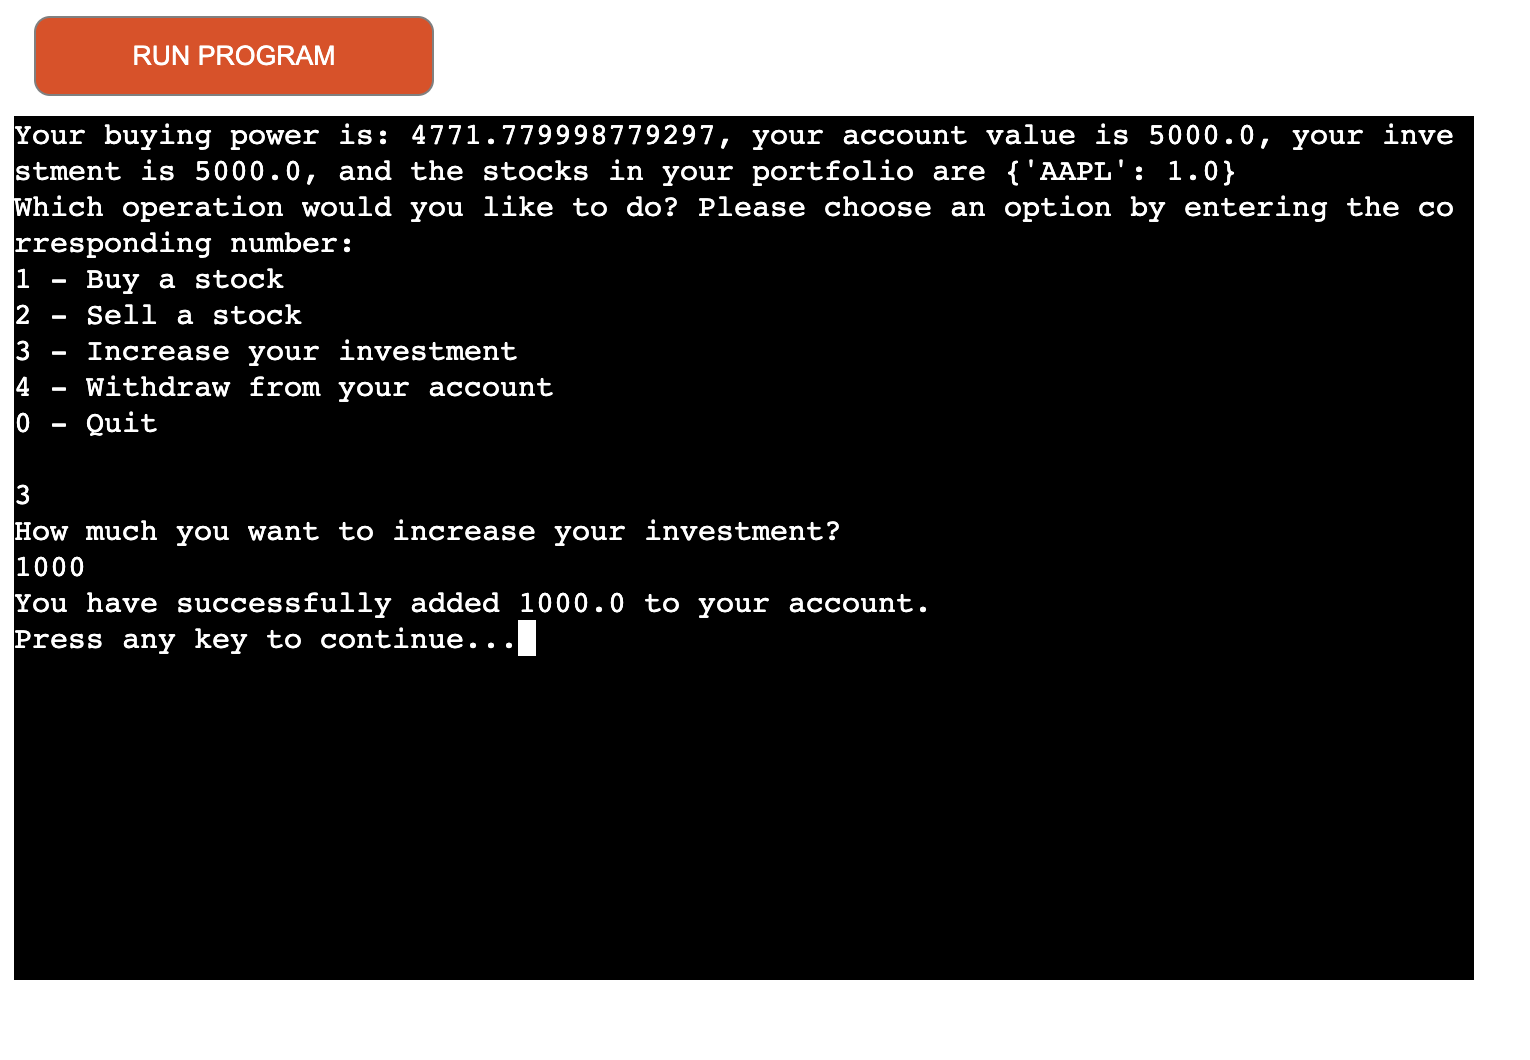 RUN PROGRAM
Your buying power is: 4771.779998779297, your account value is 5000.0, your inve
stment is 5000.0, and the stocks in your portfolio are {'AAPL': 1.0}
Which operation would you like to do? Please choose an option by entering the co
rresponding number:
1 - Buy a stock
2 - Sell a stock
3 - Increase your investment
4 - Withdraw from your account
0 - Quit
3
How much you want to increase your investment?
1000
You have successfully added 1000.0 to your account.
Press any key to continue...